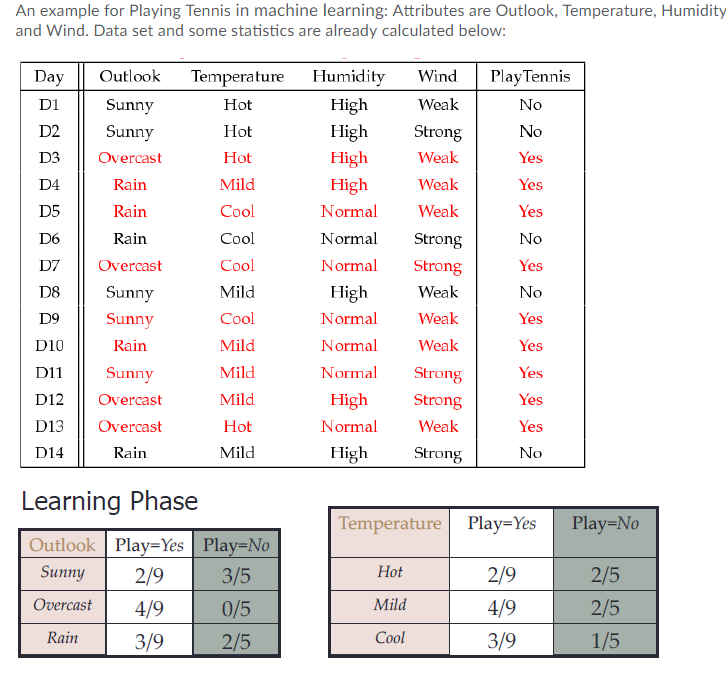 An example for Playing Tennis in machine learning: Attributes are Outlook, Temperature, Humidity
and Wind. Data set and some statistics are already calculated below:
Day Outlook Temperature Humidity Wind PlayTennis
D1 Sunny Hot High Weak No
D2 Sunny Hot High Strong No
D3 Overcast Hot High Weak Yes
D4 Rain Mild High Weak Yes
D5 Rain Cool Normal Weak Yes
D6 Rain Cool Normal Strong No
D7 Overcast Cool Normal Strong Yes
D8 Sunny Mild High Weak No
D9 Sunny Cool Normal Weak Yes
D10 Rain Mild Normal Weak Yes
D11 Sunny Mild Normal Strong Yes
D12 Overcast Mild High Strong Yes
D13 Overcast Hot Normal Weak Yes
D14 Rain Mild High Strong No
Learning Phase
Outlook Play=Yes Play=No
Sunny 2/9 3/5
Overcast 4/9 0/5
Rain 3/9 2/5
Temperature Play=Yes Play=No
Hot 2/9 2/5
Mild 4/9 2/5
Cool 3/9 1/5